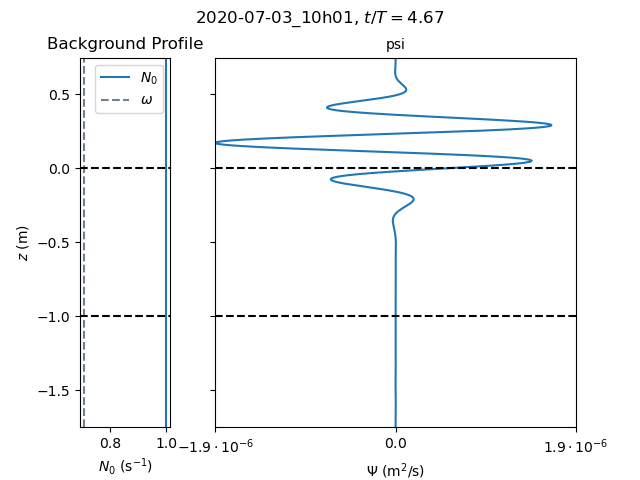 2020-07-03_10h01, t/T = 4.67
Background Profile
psi
N₀
ω
0.5
0.0
−0.5
−1.0
−1.5
z (m)
0.8
1.0
N₀ (s⁻¹)
−1.9 · 10⁻⁶
0.0
1.9 · 10⁻⁶
Ψ (m²/s)